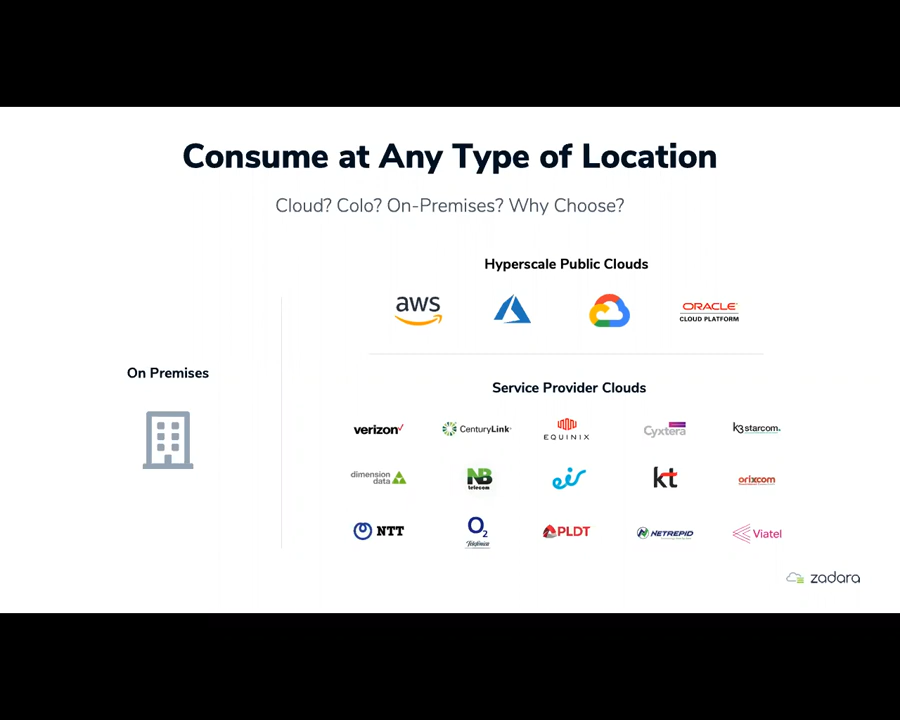 Consume at Any Type of Location
Cloud? Colo? On-Premises? Why Choose?
Hyperscale Public Clouds
aws
ORACLE
CLOUD PLATFORM
On Premises
Service Provider Clouds
verizon CenturyLink EQUINIX Cyxtera k3starcom.
dimension data NB telecom eir kt orixcom
NTT O2 Telefónica PLDT NETREPID Viatel
zadara